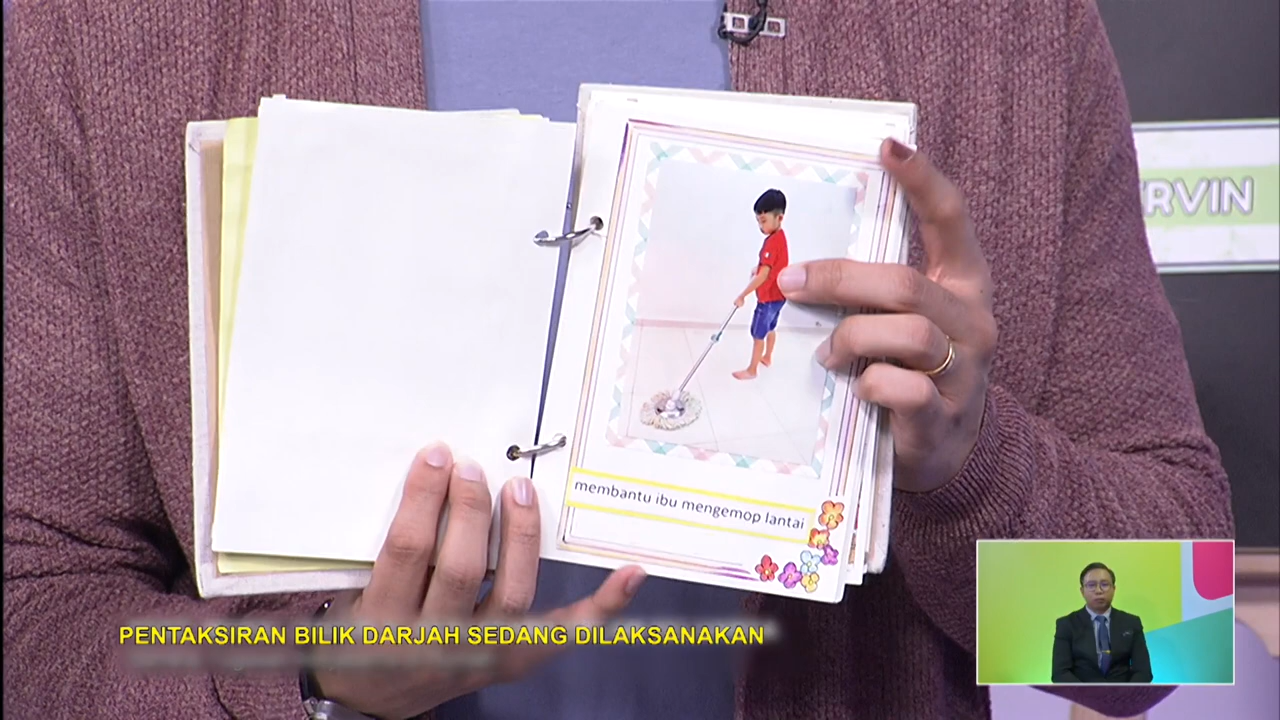 RVIN
membantu ibu mengemop lantai
PENTAKSIRAN BILIK DARJAH SEDANG DILAKSANAKAN